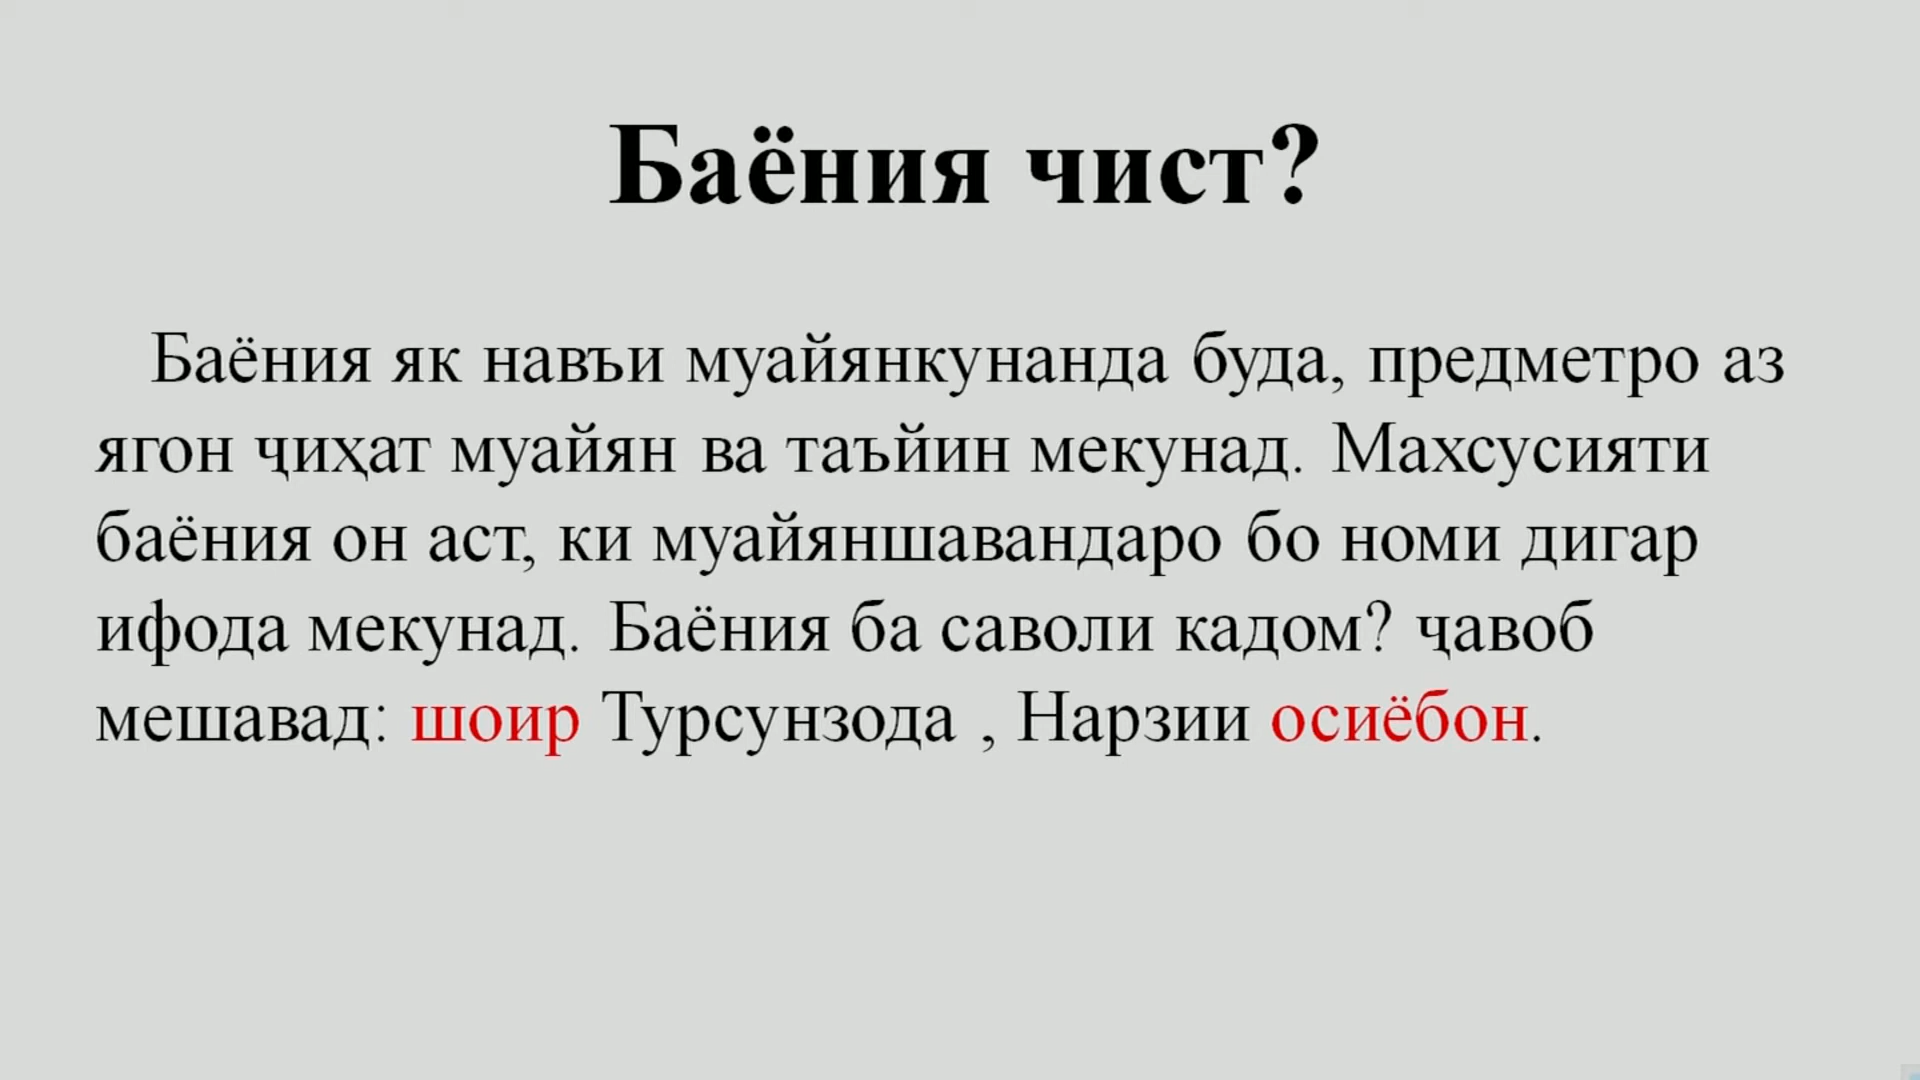 Баёния чист?
Баёния як навъи муайянкунанда буда, предметро аз
ягон ҷиҳат муайян ва таъйин мекунад. Махсусияти
баёния он аст, ки муайяншавандаро бо номи дигар
ифода мекунад. Баёния ба саволи кадом? ҷавоб
мешавад: шоир Турсунзода , Нарзии осиёбон.